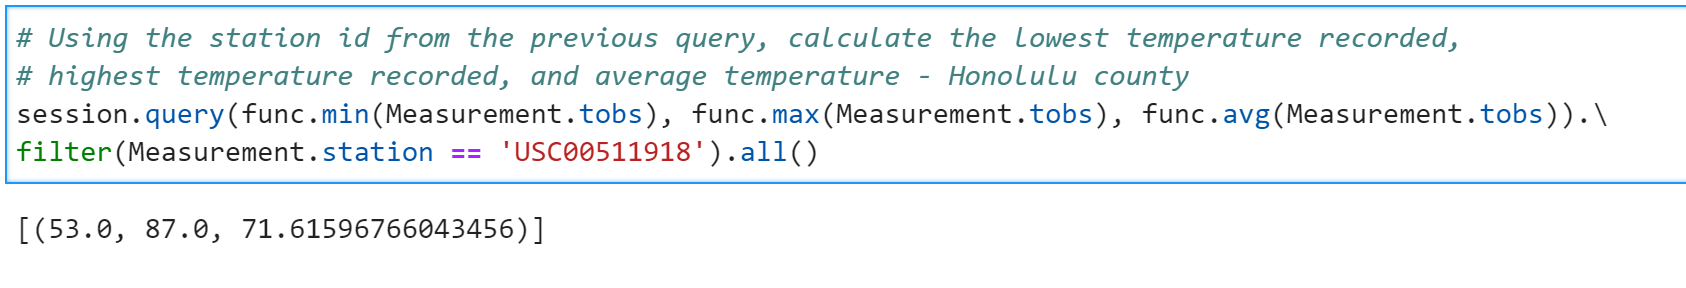 # Using the station id from the previous query, calculate the lowest temperature recorded,
# highest temperature recorded, and average temperature - Honolulu county
session.query(func.min(Measurement.tobs), func.max(Measurement.tobs), func.avg(Measurement.tobs)).\
filter(Measurement.station == 'USC00511918').all()
[(53.0, 87.0, 71.61596766043456)]